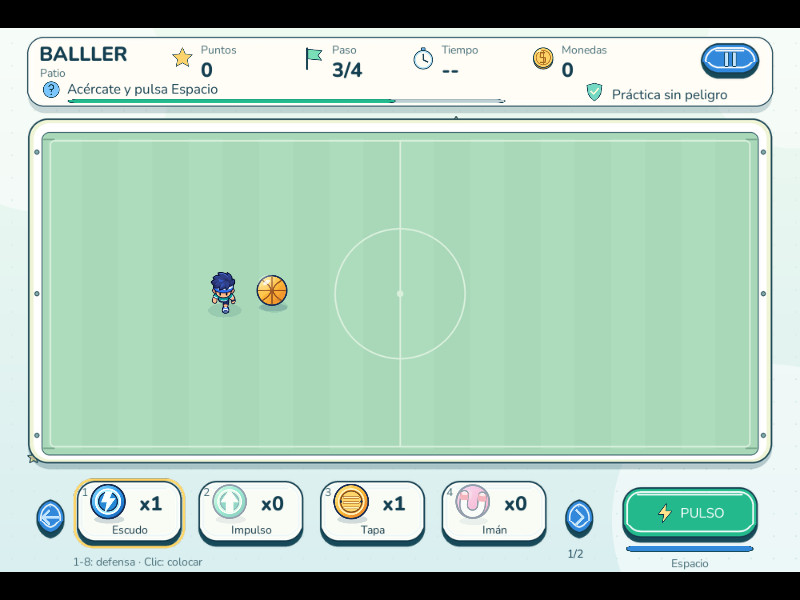 BALLLER
Patio
Puntos
0
Paso
3/4
Tiempo
--
Monedas
0
? Acércate y pulsa Espacio
Práctica sin peligro
1
x1
Escudo
2
x0
Impulso
3
x1
Tapa
4
x0
Imán
1/2
PULSO
Espacio
1-8: defensa · Clic: colocar